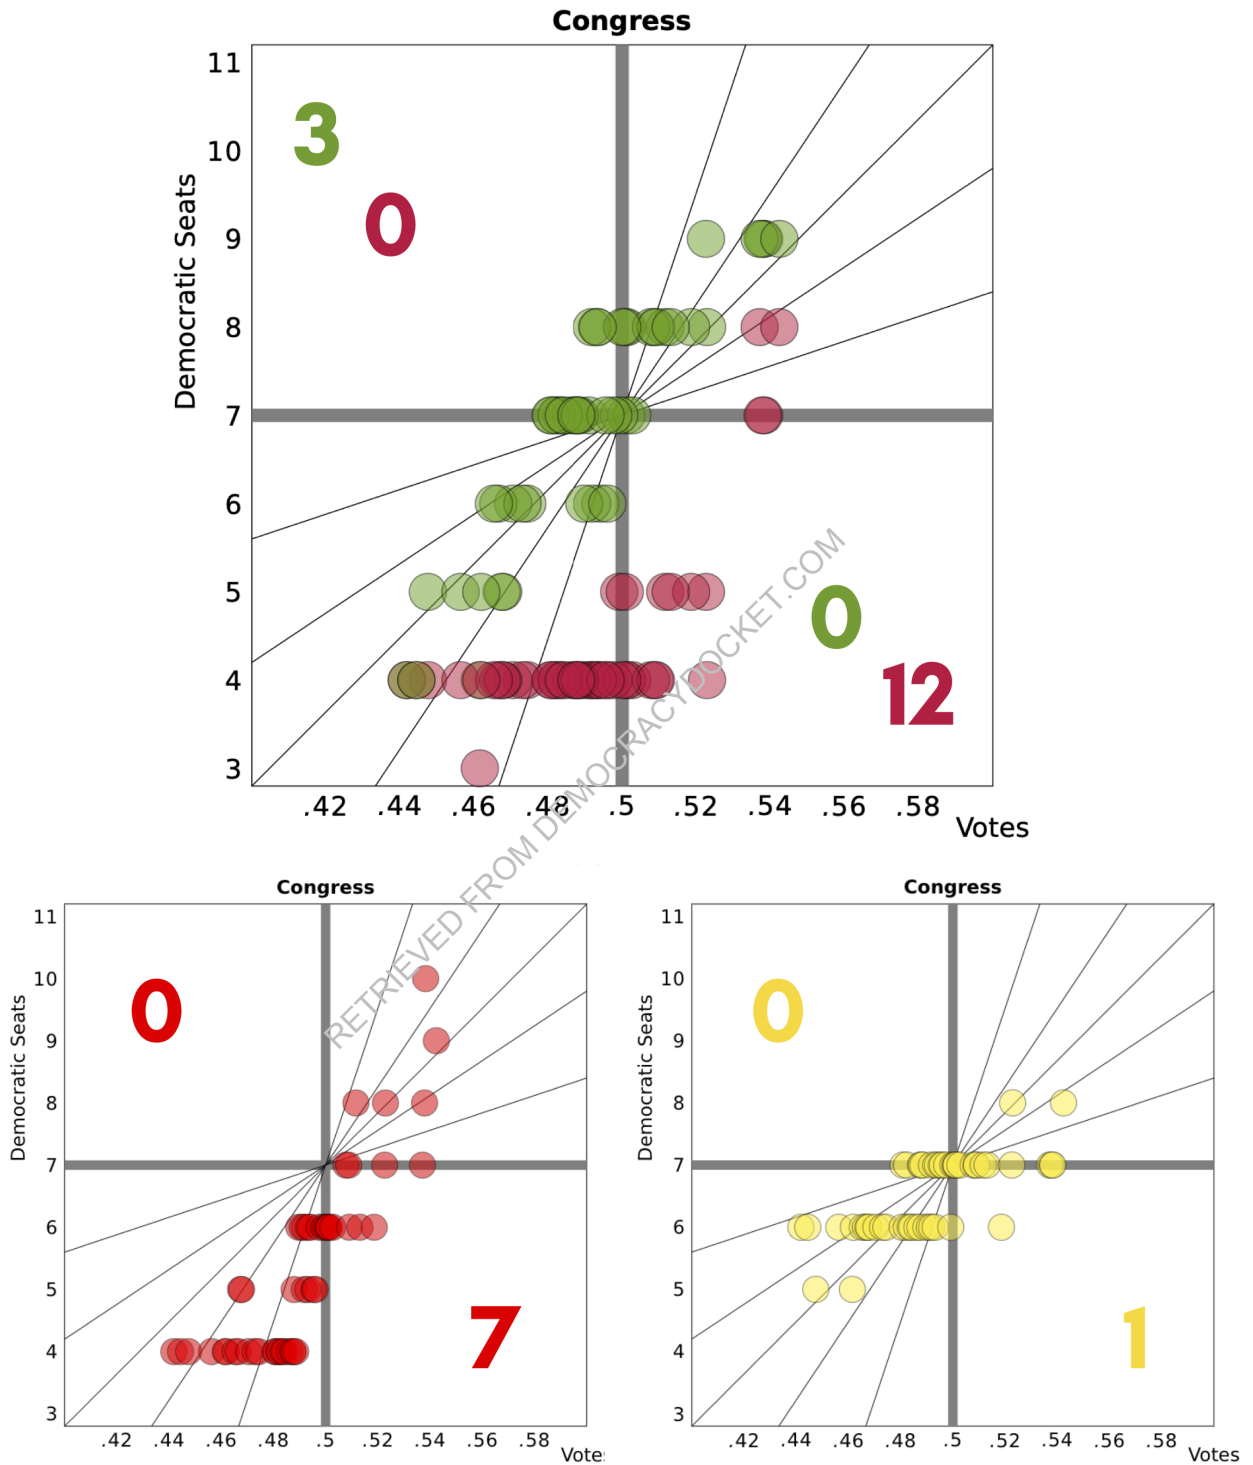 Congress
Democratic Seats
11
10
9
8
7
6
5
4
3
3
0
0
12
.42 .44 .46 .48 .5 .52 .54 .56 .58
Votes
RETRIEVED FROM DEMOCRACYDOCKET.COM
Congress
Democratic Seats
11
10
9
8
7
6
5
4
3
0
7
.42 .44 .46 .48 .5 .52 .54 .56 .58
Votes
Congress
Democratic Seats
11
10
9
8
7
6
5
4
3
0
1
.42 .44 .46 .48 .5 .52 .54 .56 .58
Votes